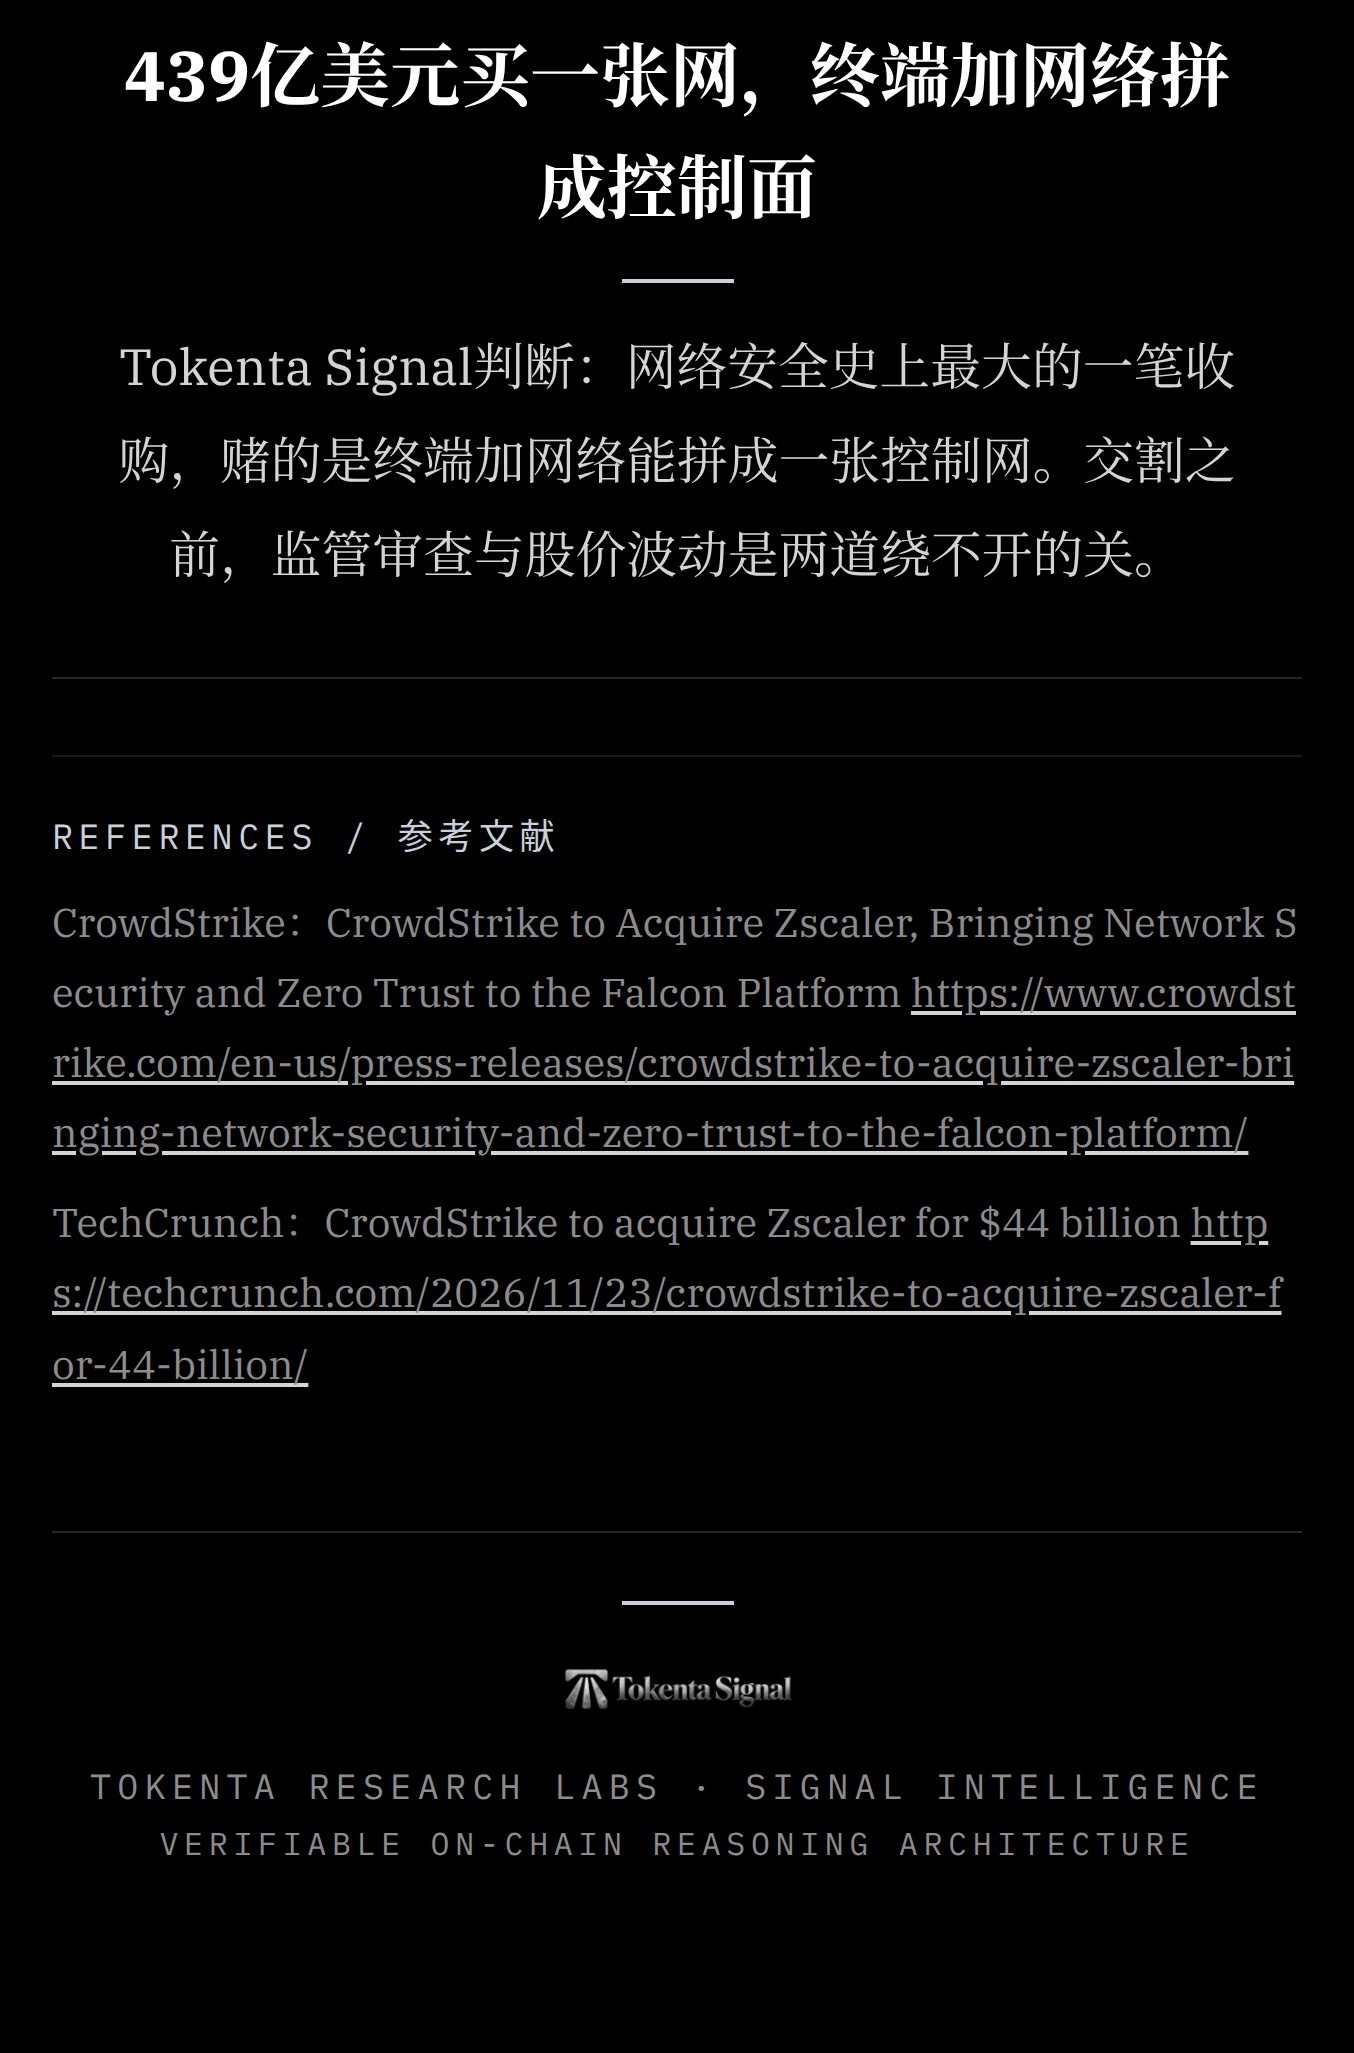 439亿美元买一张网，终端加网络拼
成控制面
Tokenta Signal判断：网络安全史上最大的一笔收
购，赌的是终端加网络能拼成一张控制网。交割之
前，监管审查与股价波动是两道绕不开的关。
REFERENCES / 参考文献
CrowdStrike：CrowdStrike to Acquire Zscaler, Bringing Network S
ecurity and Zero Trust to the Falcon Platform https://www.crowdst
rike.com/en-us/press-releases/crowdstrike-to-acquire-zscaler-bri
nging-network-security-and-zero-trust-to-the-falcon-platform/
TechCrunch：CrowdStrike to acquire Zscaler for $44 billion http
s://techcrunch.com/2026/11/23/crowdstrike-to-acquire-zscaler-f
or-44-billion/
Tokenta Signal
TOKENTA RESEARCH LABS · SIGNAL INTELLIGENCE
VERIFIABLE ON-CHAIN REASONING ARCHITECTURE